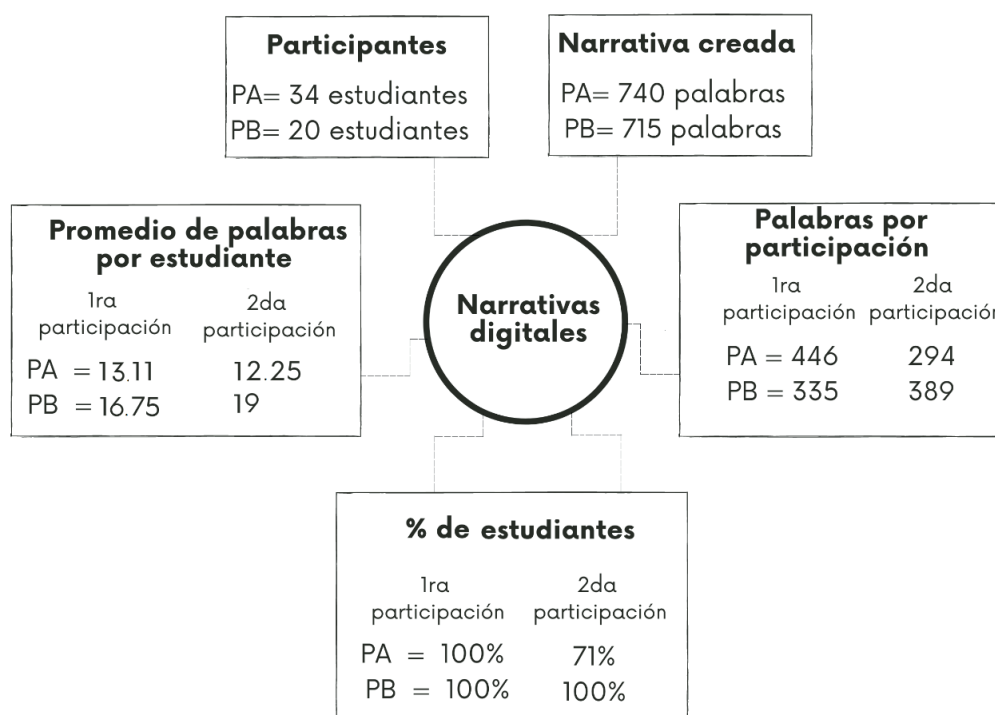 Participantes
PA= 34 estudiantes
PB= 20 estudiantes
Narrativa creada
PA= 740 palabras
PB= 715 palabras
Promedio de palabras
por estudiante
1ra participación
2da participación
PA = 13.11 12.25
PB = 16.75 19
Narrativas
digitales
Palabras por
participación
1ra participación
2da participación
PA = 446 294
PB = 335 389
% de estudiantes
1ra participación
2da participación
PA = 100% 71%
PB = 100% 100%